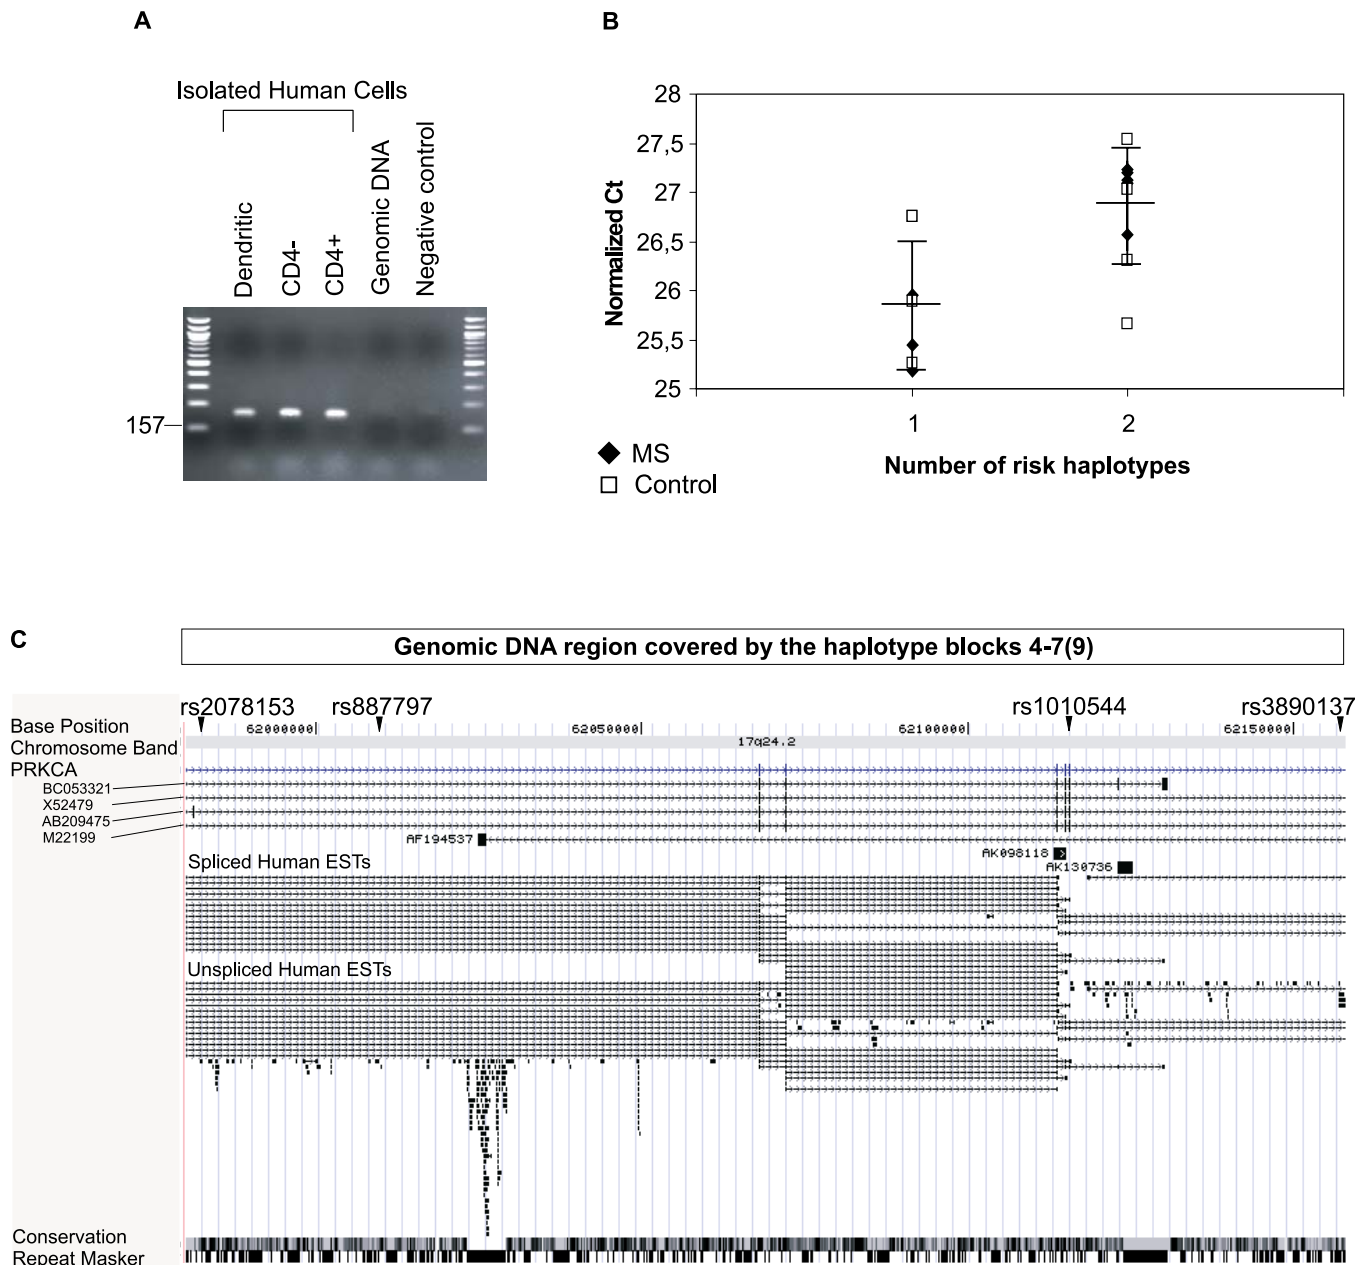 A
Isolated Human Cells
Dendritic
CD4-
CD4+
Genomic DNA
Negative control
157
B
28
27,5
27
26,5
26
25,5
25
Normalized Ct
1
2
Number of risk haplotypes
MS
Control
C
Genomic DNA region covered by the haplotype blocks 4-7(9)
rs2078153
rs887797
rs1010544
rs3890137
Base Position
62000000
62050000
62100000
62150000
Chromosome Band
17q24.2
PRKCA
BC053321
X52479
AB209475
M22199
AF194537
AK098118
AK130736
Spliced Human ESTs
Unspliced Human ESTs
Conservation
Repeat Masker